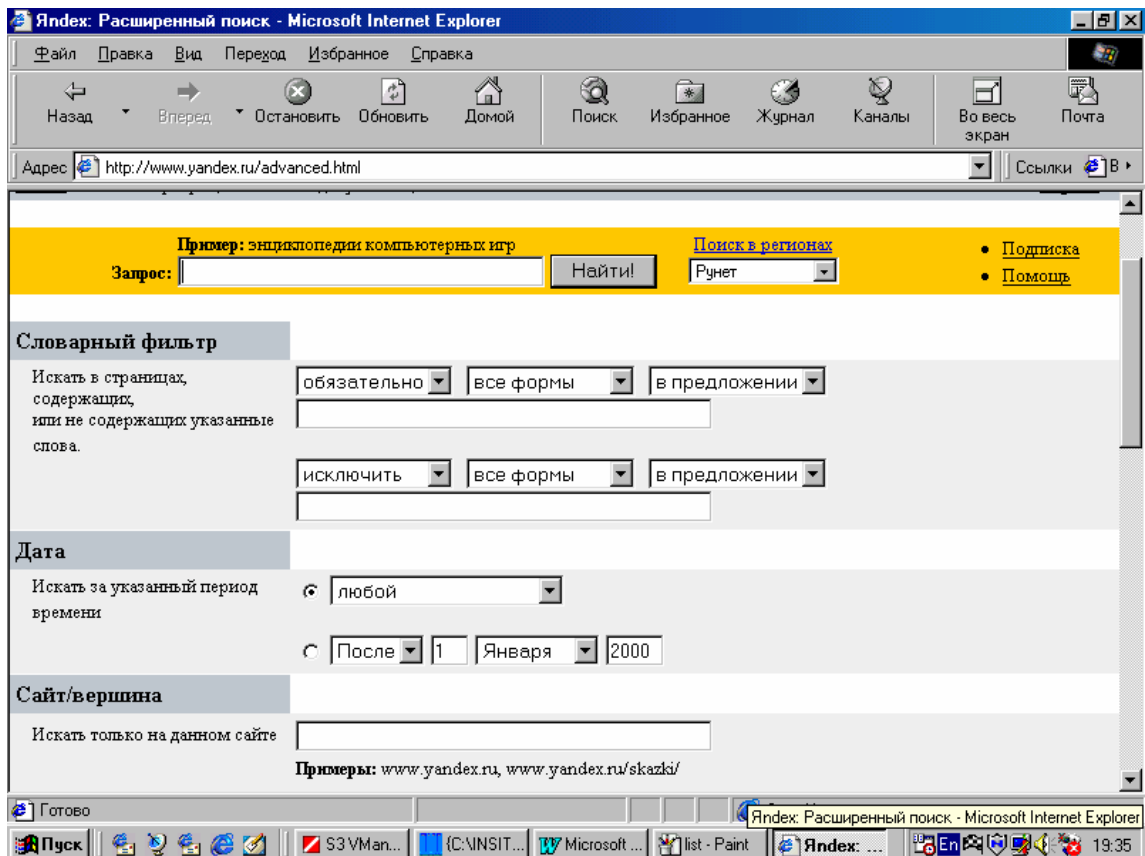 Яndex: Расширенный поиск - Microsoft Internet Explorer
Файл Правка Вид Переход Избранное Справка
Назад Вперед Остановить Обновить Домой Поиск Избранное Журнал Каналы Во весь экран Почта
Адрес http://www.yandex.ru/advanced.html Ссылки В
Пример: энциклопедии компьютерных игр Поиск в регионах
Запрос: Найти! Рунет
Подписка
Помощь
Словарный фильтр
Искать в страницах,
содержащих,
или не содержащих указанные
слова.
обязательно все формы в предложении
исключить все формы в предложении
Дата
Искать за указанный период
времени
любой
После 1 Января 2000
Сайт/вершина
Искать только на данном сайте
Примеры: www.yandex.ru, www.yandex.ru/skazki/
Готово
Яndex: Расширенный поиск - Microsoft Internet Explorer
Пуск S3 VMan... {C:\INSIT... Microsoft ... list - Paint Яndex: ... En 19:35